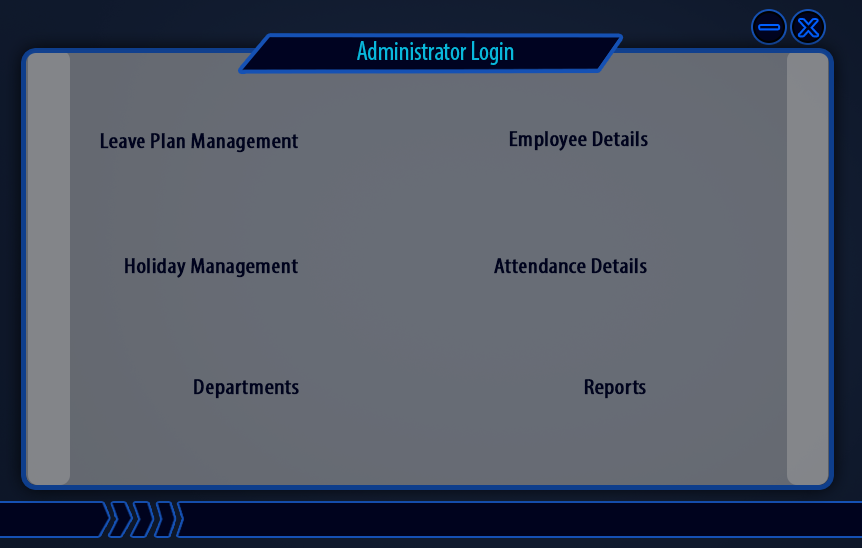 Administrator Login
Leave Plan Management
Employee Details
Holiday Management
Attendance Details
Departments
Reports